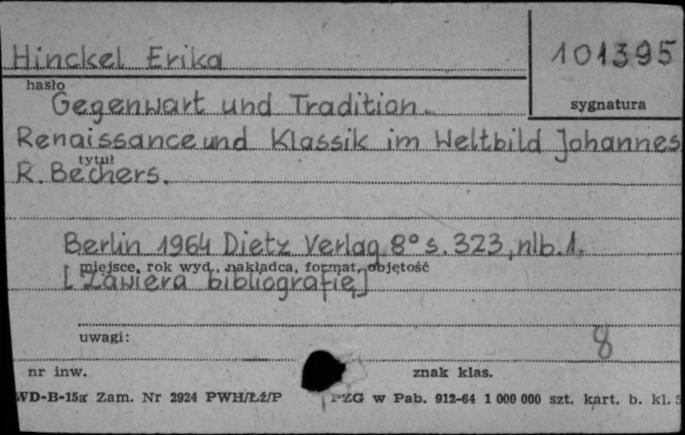 Hinckel Erika
101395
hasło
sygnatura
Gegenwart und Tradition.
Renaissance und Klassik im Weltbild Johannes
tytuł
R. Bechers.
Berlin 1964 Dietz Verlag 8° s. 323, nlb. 1.
miejsce, rok wyd., nakładca, format, objętość
[zawiera bibliografię]
uwagi:
8
nr inw.
znak klas.
WD-B-15a Zam. Nr 2924 PWH/Łź/P PZG w Pab. 912-64 1 000 000 szt. kart. b. kl. 5